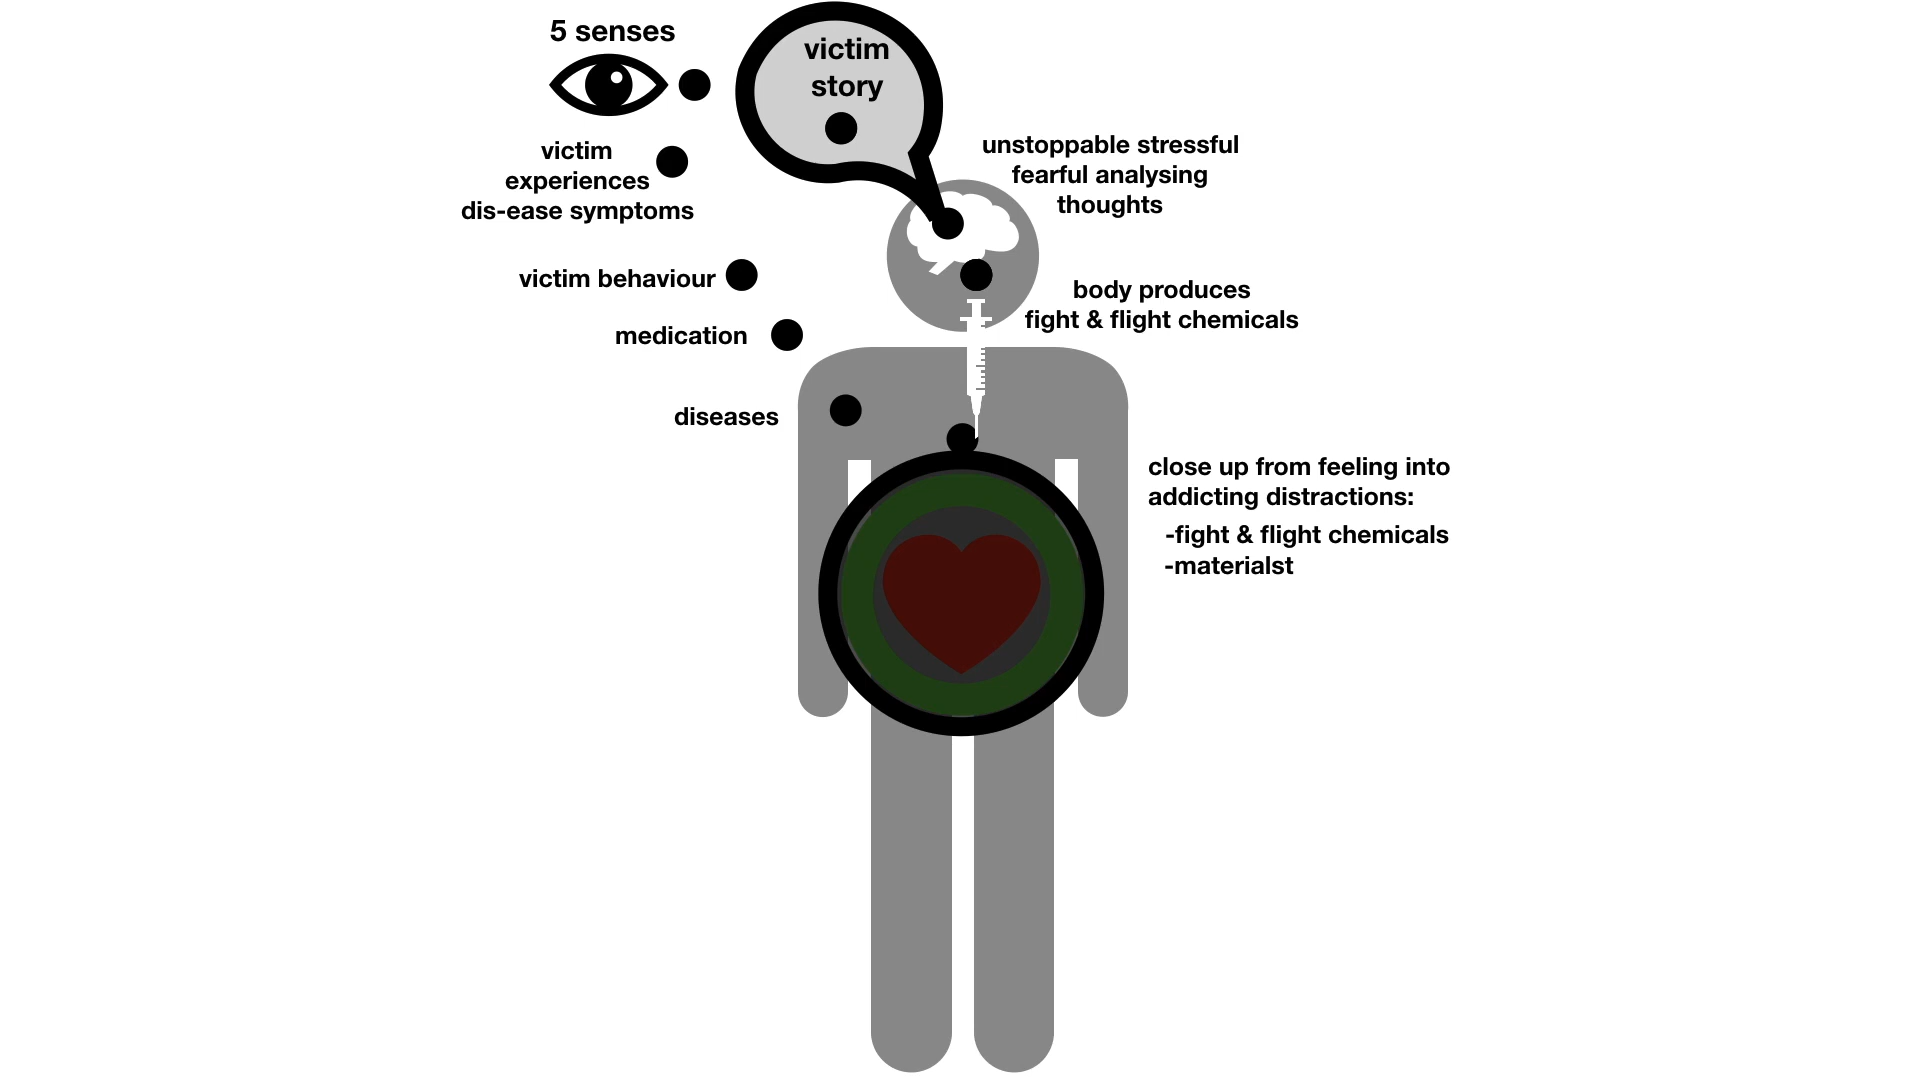 5 senses
victim
story
victim
experiences
dis-ease symptoms
unstoppable stressful
fearful analysing
thoughts
victim behaviour
body produces
fight & flight chemicals
medication
diseases
close up from feeling into
addicting distractions:
-fight & flight chemicals
-materialst